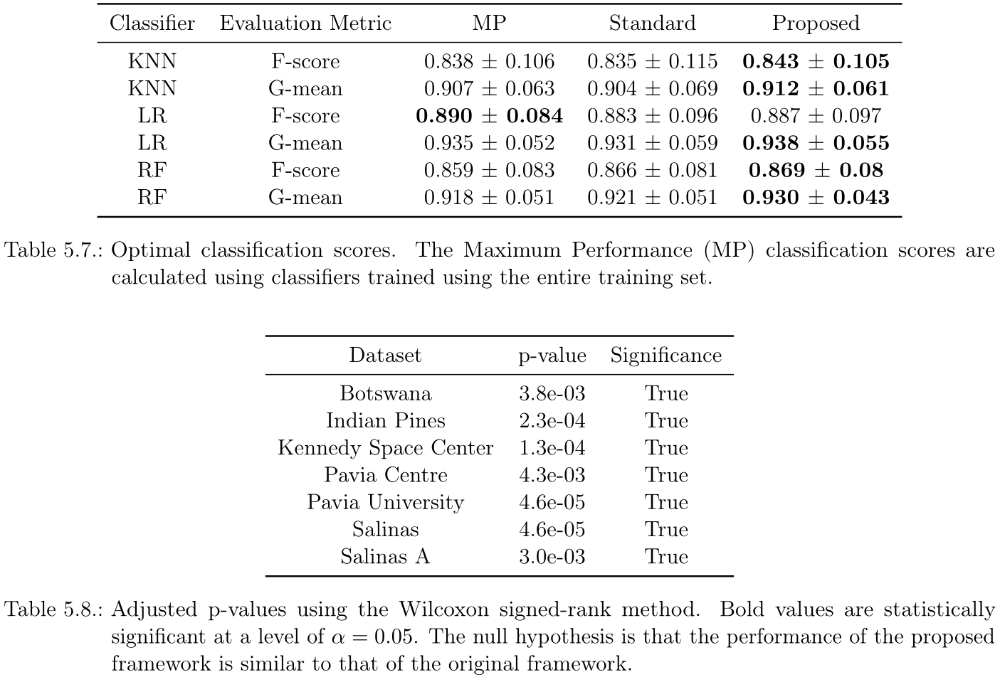 Classifier Evaluation Metric MP Standard Proposed
KNN F-score 0.838 ± 0.106 0.835 ± 0.115 0.843 ± 0.105
KNN G-mean 0.907 ± 0.063 0.904 ± 0.069 0.912 ± 0.061
LR F-score 0.890 ± 0.084 0.883 ± 0.096 0.887 ± 0.097
LR G-mean 0.935 ± 0.052 0.931 ± 0.059 0.938 ± 0.055
RF F-score 0.859 ± 0.083 0.866 ± 0.081 0.869 ± 0.08
RF G-mean 0.918 ± 0.051 0.921 ± 0.051 0.930 ± 0.043
Table 5.7.: Optimal classification scores. The Maximum Performance (MP) classification scores are
calculated using classifiers trained using the entire training set.
Dataset p-value Significance
Botswana 3.8e-03 True
Indian Pines 2.3e-04 True
Kennedy Space Center 1.3e-04 True
Pavia Centre 4.3e-03 True
Pavia University 4.6e-05 True
Salinas 4.6e-05 True
Salinas A 3.0e-03 True
Table 5.8.: Adjusted p-values using the Wilcoxon signed-rank method. Bold values are statistically
significant at a level of α = 0.05. The null hypothesis is that the performance of the proposed
framework is similar to that of the original framework.